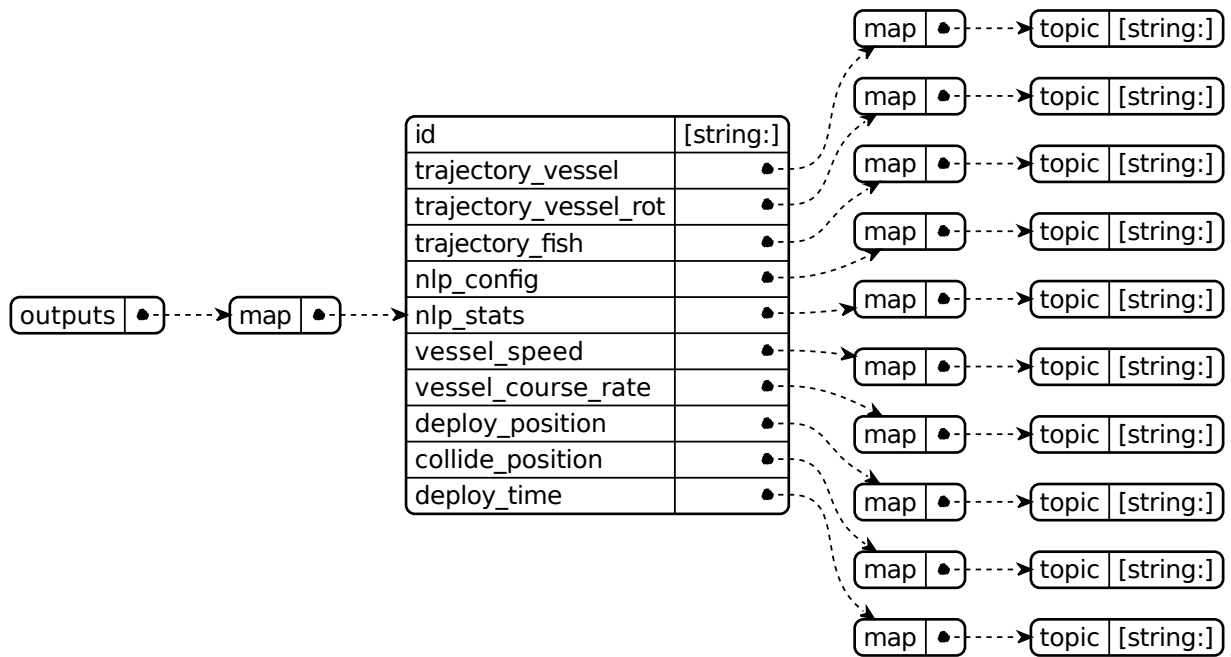 map topic [string:]
map topic [string:]
id [string:]
map topic [string:]
trajectory_vessel
trajectory_vessel_rot
map topic [string:]
trajectory_fish
nlp_config
map topic [string:]
outputs map nlp_stats
vessel_speed
map topic [string:]
vessel_course_rate
deploy_position
map topic [string:]
collide_position
deploy_time
map topic [string:]
map topic [string:]
map topic [string:]